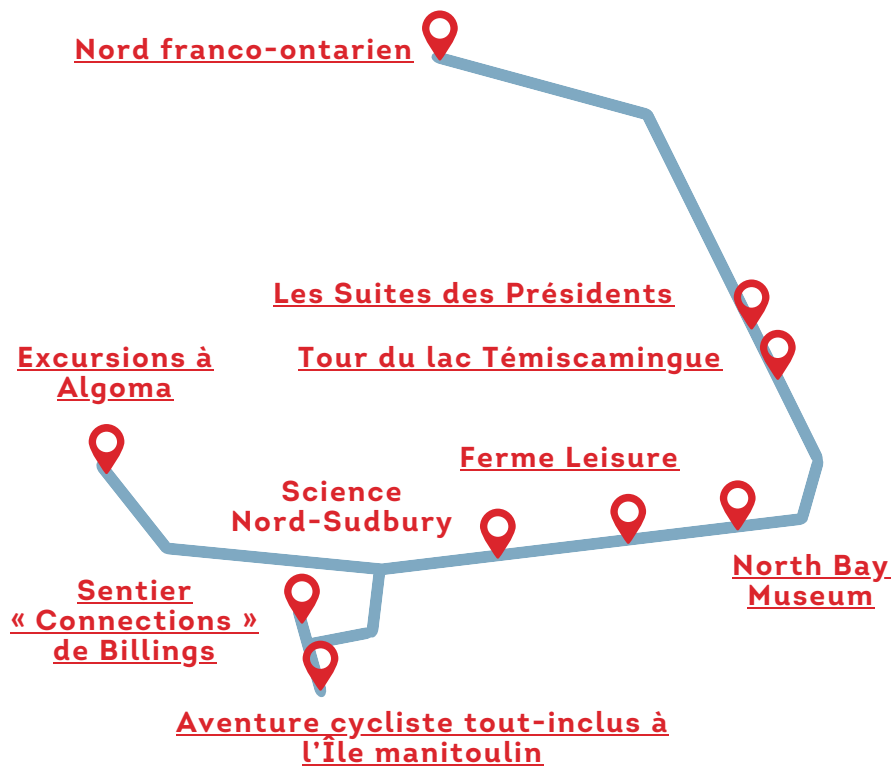 Nord franco-ontarien
Les Suites des Présidents
Excursions à
Algoma
Tour du lac Témiscamingue
Ferme Leisure
Science
Nord-Sudbury
North Bay
Museum
Sentier
« Connections »
de Billings
Aventure cycliste tout-inclus à
l'Île manitoulin